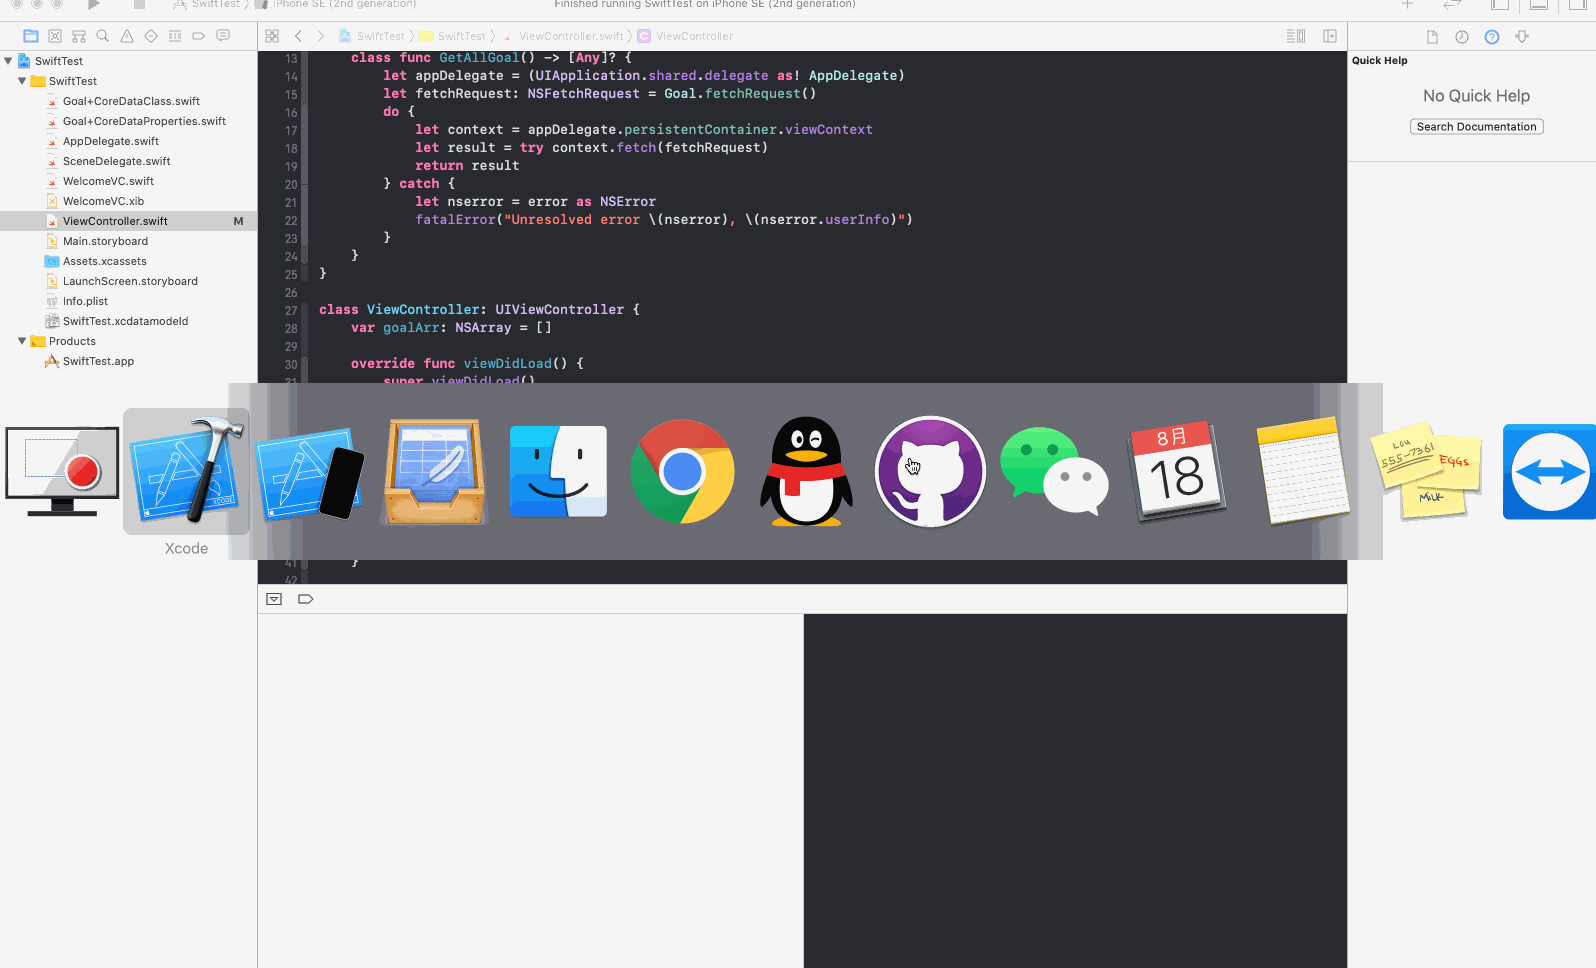 SwiftTest 〉 iPhone SE (2nd generation)
Finished running SwiftTest on iPhone SE (2nd generation)
SwiftTest 〉 SwiftTest 〉 ViewController.swift 〉 C ViewController
SwiftTest
SwiftTest
Goal+CoreDataClass.swift
Goal+CoreDataProperties.swift
AppDelegate.swift
SceneDelegate.swift
WelcomeVC.swift
WelcomeVC.xib
ViewController.swift M
Main.storyboard
Assets.xcassets
LaunchScreen.storyboard
Info.plist
SwiftTest.xcdatamodeld
Products
SwiftTest.app
13 class func GetAllGoal() -> [Any]? {
14 let appDelegate = (UIApplication.shared.delegate as! AppDelegate)
15 let fetchRequest: NSFetchRequest = Goal.fetchRequest()
16 do {
17 let context = appDelegate.persistentContainer.viewContext
18 let result = try context.fetch(fetchRequest)
19 return result
20 } catch {
21 let nserror = error as NSError
22 fatalError("Unresolved error \(nserror), \(nserror.userInfo)")
23 }
24 }
25 }
26
27 class ViewController: UIViewController {
28 var goalArr: NSArray = []
29
30 override func viewDidLoad() {
31 super.viewDidLoad()
41 }
42
Quick Help
No Quick Help
Search Documentation
XCODE
Xcode
8月
18
Lou
555-7361
EGGS
MILK